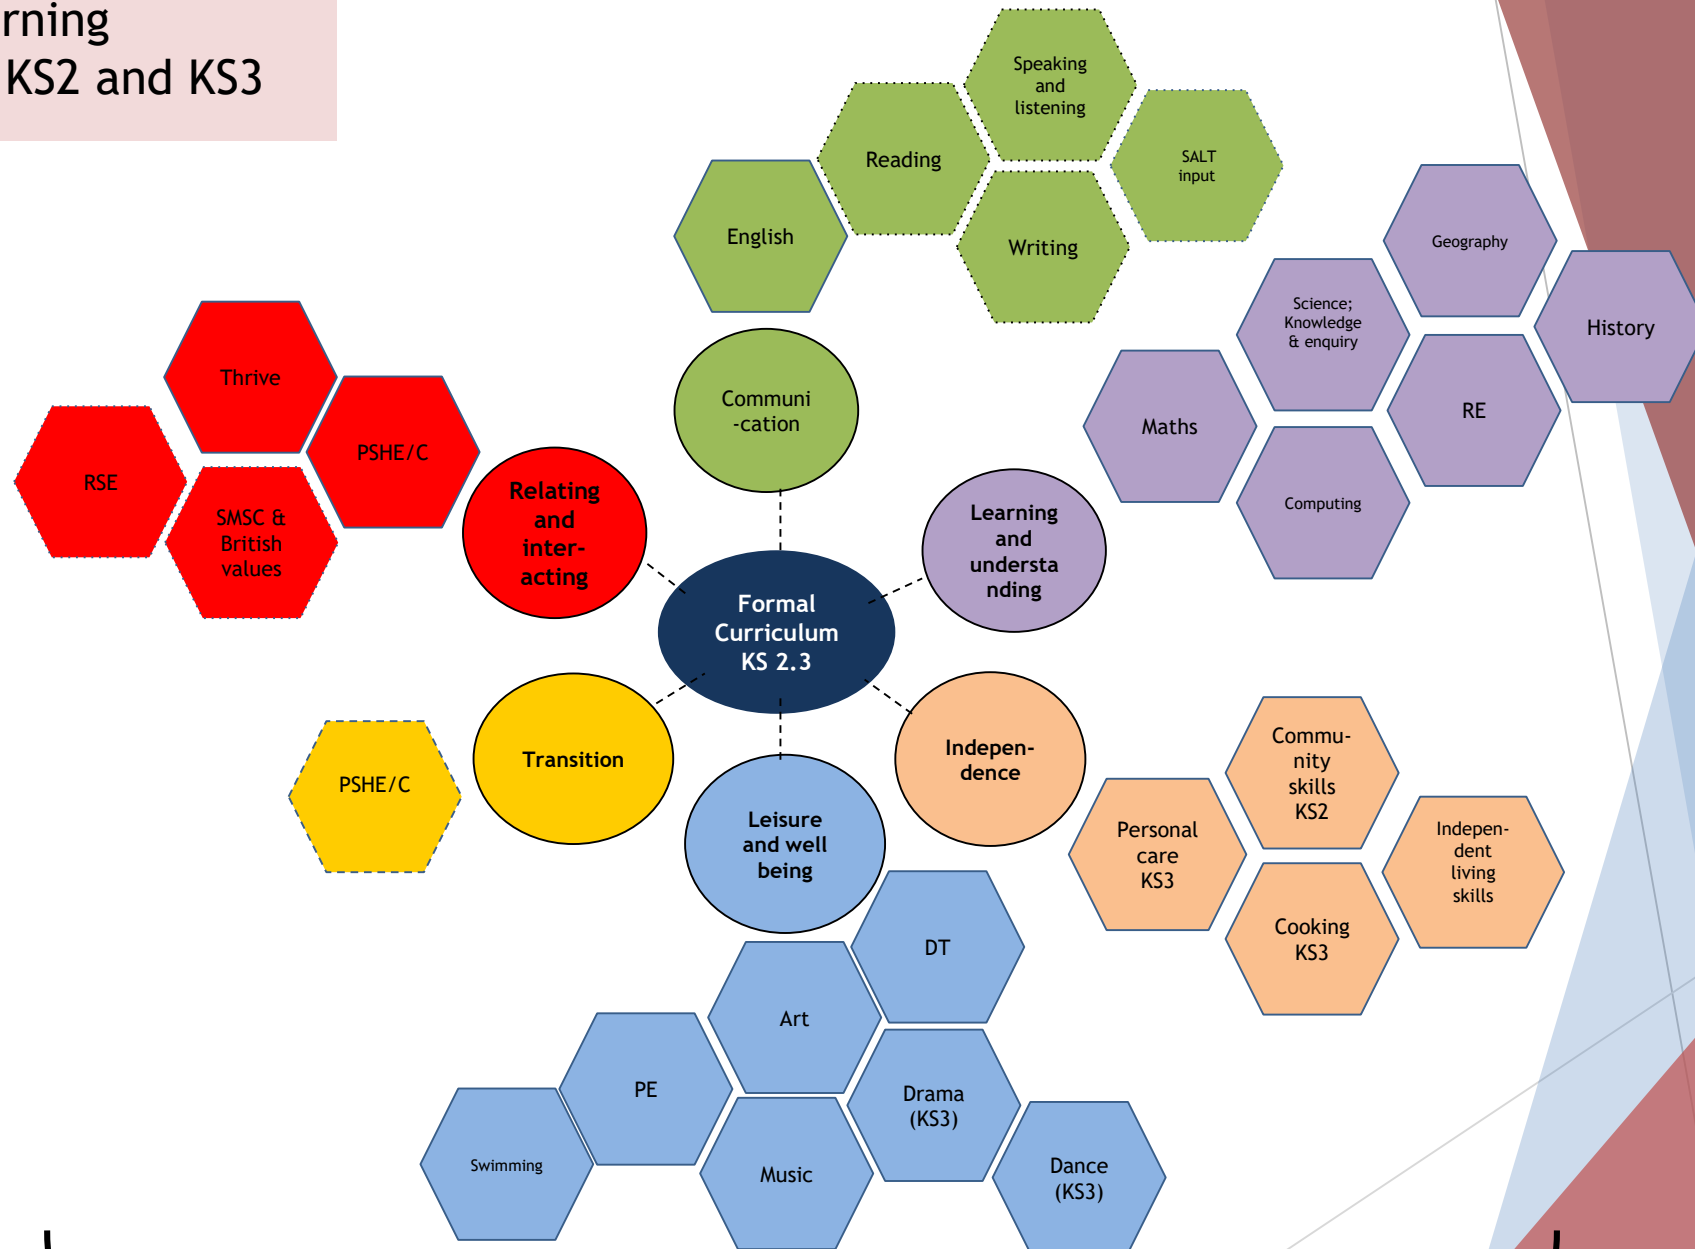 rning
KS2 and KS3
Speaking
and
listening
Reading
SALT
input
English
Writing
Geography
Science;
Knowledge
& enquiry
History
Maths
RE
Computing
Thrive
PSHE/C
RSE
SMSC &
British
values
Communi
-cation
Relating
and
inter-
acting
Learning
and
understa
nding
Formal
Curriculum
KS 2.3
Transition
PSHE/C
Indepen-
dence
Leisure
and well
being
Commu-
nity
skills
KS2
Personal
care
KS3
Indepen-
dent
living
skills
Cooking
KS3
DT
Art
PE
Drama
(KS3)
Swimming
Music
Dance
(KS3)